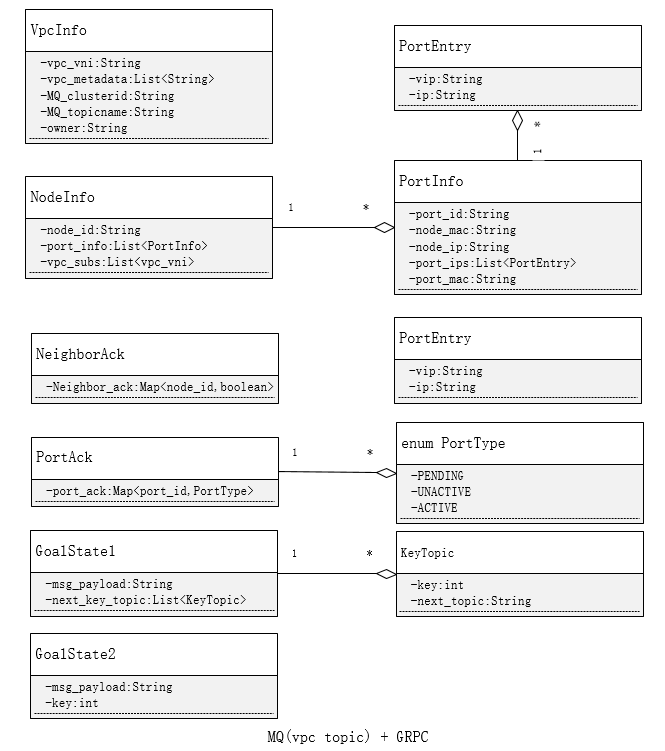 VpcInfo
-vpc_vni:String
-vpc_metadata:List<String>
-MQ_clusterid:String
-MQ_topicname:String
-owner:String
PortEntry
-vip:String
-ip:String
*
1
NodeInfo
-node_id:String
-port_info:List<PortInfo>
-vpc_subs:List<vpc_vni>
1
*
PortInfo
-port_id:String
-node_mac:String
-node_ip:String
-port_ips:List<PortEntry>
-port_mac:String
NeighborAck
-Neighbor_ack:Map<node_id,boolean>
PortEntry
-vip:String
-ip:String
PortAck
-port_ack:Map<port_id,PortType>
1
*
enum PortType
-PENDING
-UNACTIVE
-ACTIVE
GoalState1
-msg_payload:String
-next_key_topic:List<KeyTopic>
1
*
KeyTopic
-key:int
-next_topic:String
GoalState2
-msg_payload:String
-key:int
MQ(vpc topic) + GRPC